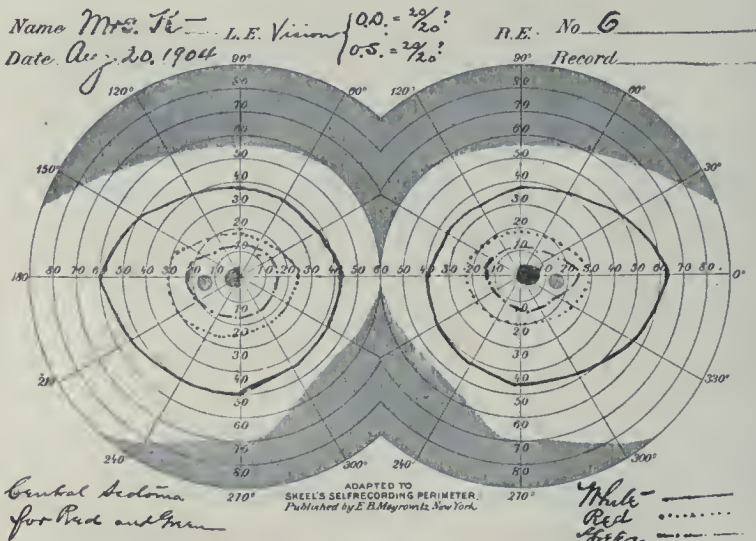 Name Mrs. K— L.E. Vision { O.D. = 20/20? R.E. No 6
Date Aug 20. 1904 O.S. = 20/20? Record
90° 90°
120° 60° 120° 60°
150° 30°
180 0°
210 330°
240 300° 240° 300°
270° 270°
ADAPTED TO
SKEEL'S SELFRECORDING PERIMETER.
Published by E.B. Meyrowitz New York
Central Scotoma
for Red and Green
White
Red
Green